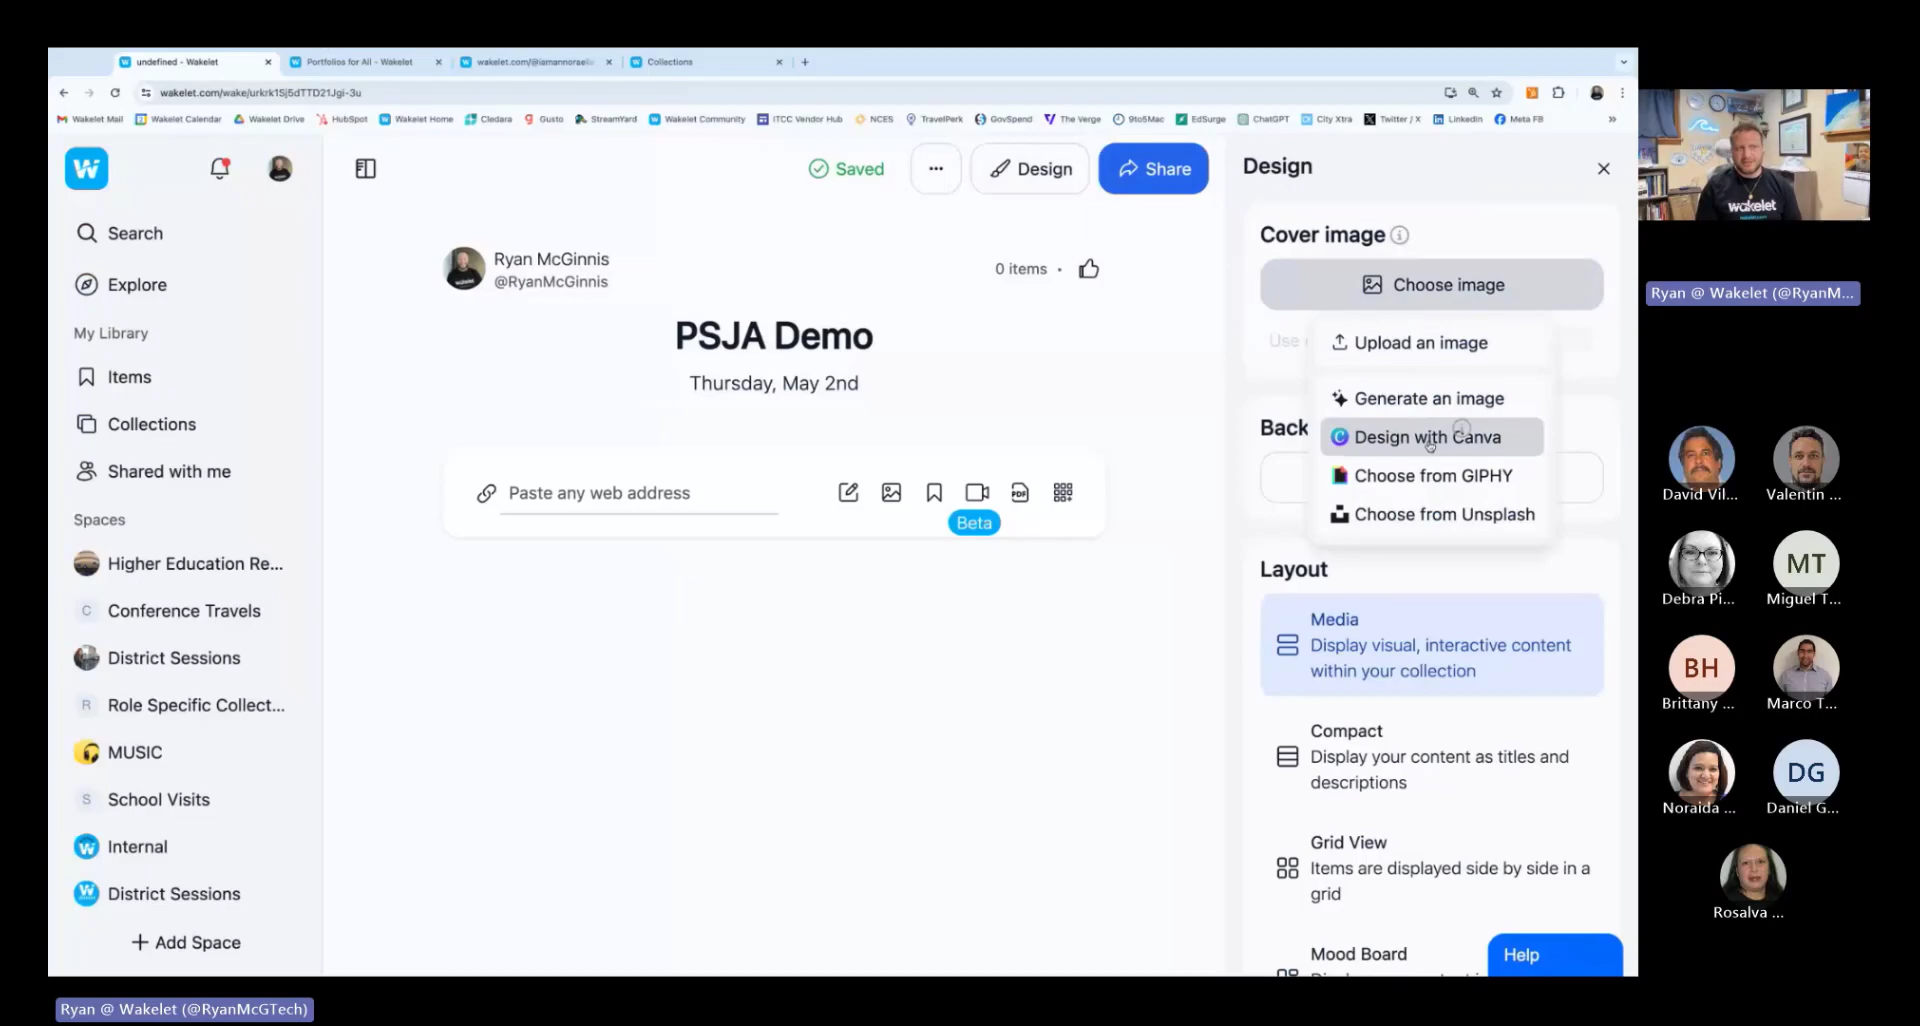 undefined - Wakelet
Portfolios for All - Wakelet
wakelet.com/@iamannorsell
Collections
wakelet.com/wake/urkrk1Sj5dTTD21Jgi-3u
Wakelet Mail
Wakelet Calendar
Wakelet Drive
HubSpot
Wakelet Home
Cledara
Gusto
StreamYard
Wakelet Community
ITCC Vendor Hub
NCES
TravelPerk
GovSpend
The Verge
9to5Mac
EdSurge
ChatGPT
City Xtra
Twitter / X
LinkedIn
Meta FB
Saved
Design
Share
Search
Explore
My Library
Items
Collections
Shared with me
Spaces
Higher Education Re...
C Conference Travels
District Sessions
R Role Specific Collect...
MUSIC
S School Visits
Internal
District Sessions
+ Add Space
Ryan McGinnis
@RyanMcGinnis
0 items •
PSJA Demo
Thursday, May 2nd
Paste any web address
PDF
Beta
Design
Cover image
Choose image
Use
Upload an image
Generate an image
Back
Design with Canva
Choose from GIPHY
Choose from Unsplash
Layout
Media
Display visual, interactive content
within your collection
Compact
Display your content as titles and
descriptions
Grid View
Items are displayed side by side in a
grid
Mood Board
Help
wakelet
Ryan @ Wakelet (@RyanM...
David Vil...
Valentin ...
Debra Pi...
MT
Miguel T...
BH
Brittany ...
Marco T...
Noraida ...
DG
Daniel G...
Rosalva ...
Ryan @ Wakelet (@RyanMcGTech)